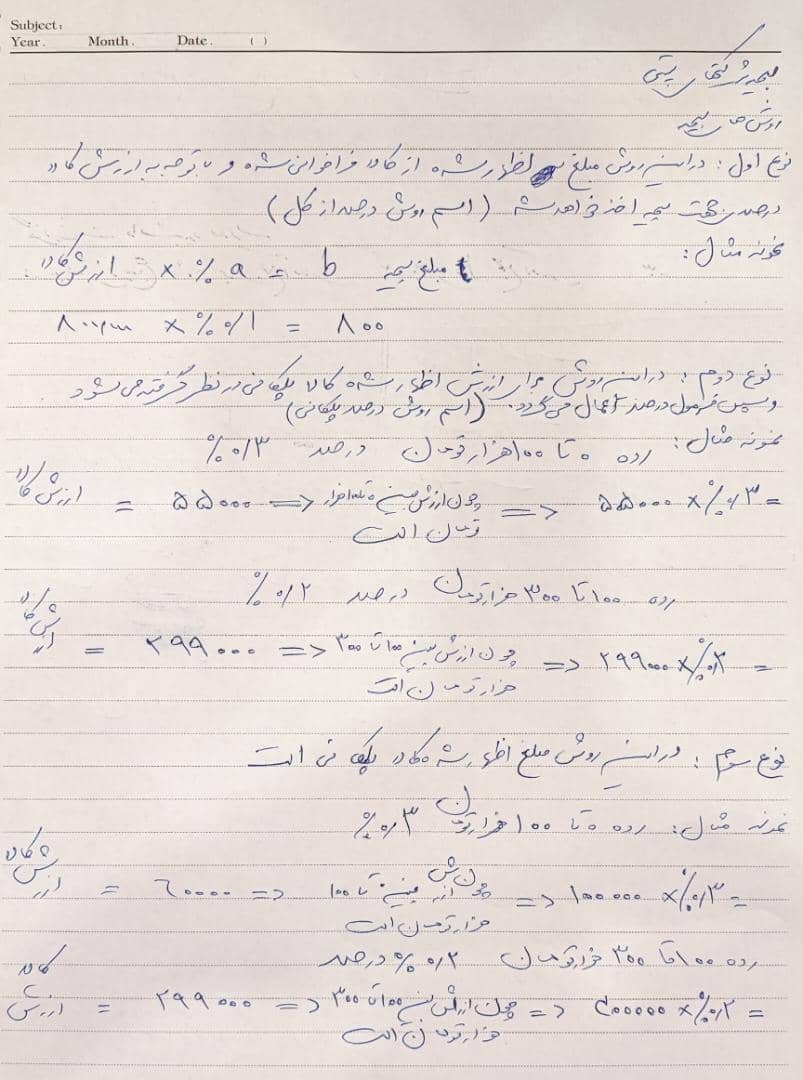 Subject:
Year. Month. Date. ( )
بیمه شرکتهای پستی
روش های بیمه
نوع اول : در این روش مبلغ اظهار شده از کالا فراخوانی شده و با توجه به ارزش کالا
درصدی جهت بیمه اخذ خواهد شد (اسم روش درصد از کل)
نمونه مثال :
ارزش کالا × % a = b مبلغ بیمه
× %۰/۱ = ۸۰۰
نوع دوم : در این روش برای ارزش اظهار شده کالا پلکانی در نظر گرفته می شود
و سپس فرمول درصد اعمال می گردد. (اسم روش درصد پلکانی)
نمونه مثال : رده ۰ تا ۱۰۰ هزار تومان درصد ۰/۳ %
ارزش کالا = ۵۵۰۰۰ => چون ارزش بین ۰ تا ۱۰۰ هزار => ۵۵۰۰۰ × %۰/۳ =
تومان است
رده ۱۰۰ تا ۳۰۰ هزار تومان درصد ۰/۲ %
ارزش کالا = ۲۹۹۰۰۰ => چون ارزش بین ۱۰۰ تا ۳۰۰ => ۲۹۹۰۰۰ × %۰/۲ =
هزار تومان است
نوع سوم : در این روش مبلغ اظهار شده کالا پلکانی است
نمونه مثال : رده ۰ تا ۱۰۰ هزار تومان ۰/۳ %
ارزش کالا = ۶۰۰۰۰ => چون ارزش بین ۰ تا ۱۰۰ => ۱۰۰۰۰۰ × %۰/۳ =
هزار تومان است
رده ۱۰۰ تا ۳۰۰ هزار تومان ۰/۲ % درصد
ارزش کالا = ۲۹۹۰۰۰ => چون ارزش بین ۱۰۰ تا ۳۰۰ => ۳۰۰۰۰۰ × %۰/۲ =
هزار تومان است